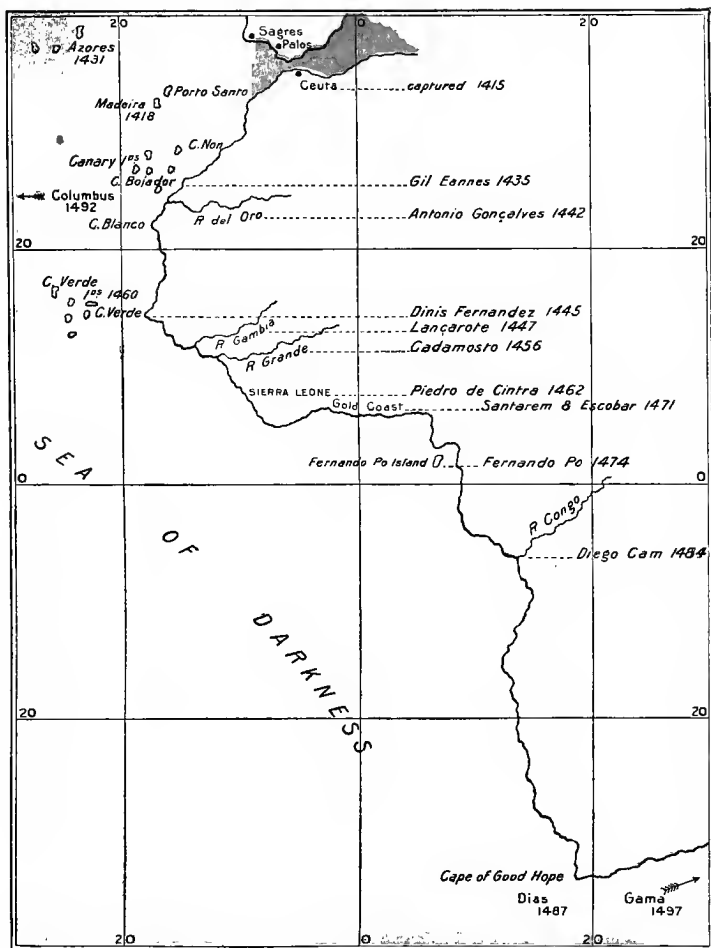 20 0 20
Sagres
Palos
Azores
1431
Ceuta captured 1415
Porto Santo
Madeira
1418
C. Non
Canary Iᵈˢ
C. Bojador Gil Eannes 1435
Columbus
1492
R del Oro Antonio Gonçalves 1442
C. Blanco
20 20
C. Verde
Iᵈˢ 1460
C. Verde Dinis Fernandez 1445
R Gambia Lançarote 1447
R Grande Cadamosto 1456
SIERRA LEONE Piedro de Cintra 1462
Gold Coast Santarem & Escobar 1471
Fernando Po Island Fernando Po 1474
0 0
R Congo
Diego Cam 1484
SEA
OF
DARKNESS
20 20
Cape of Good Hope
Dias Gama
1487 1497
20 0 20